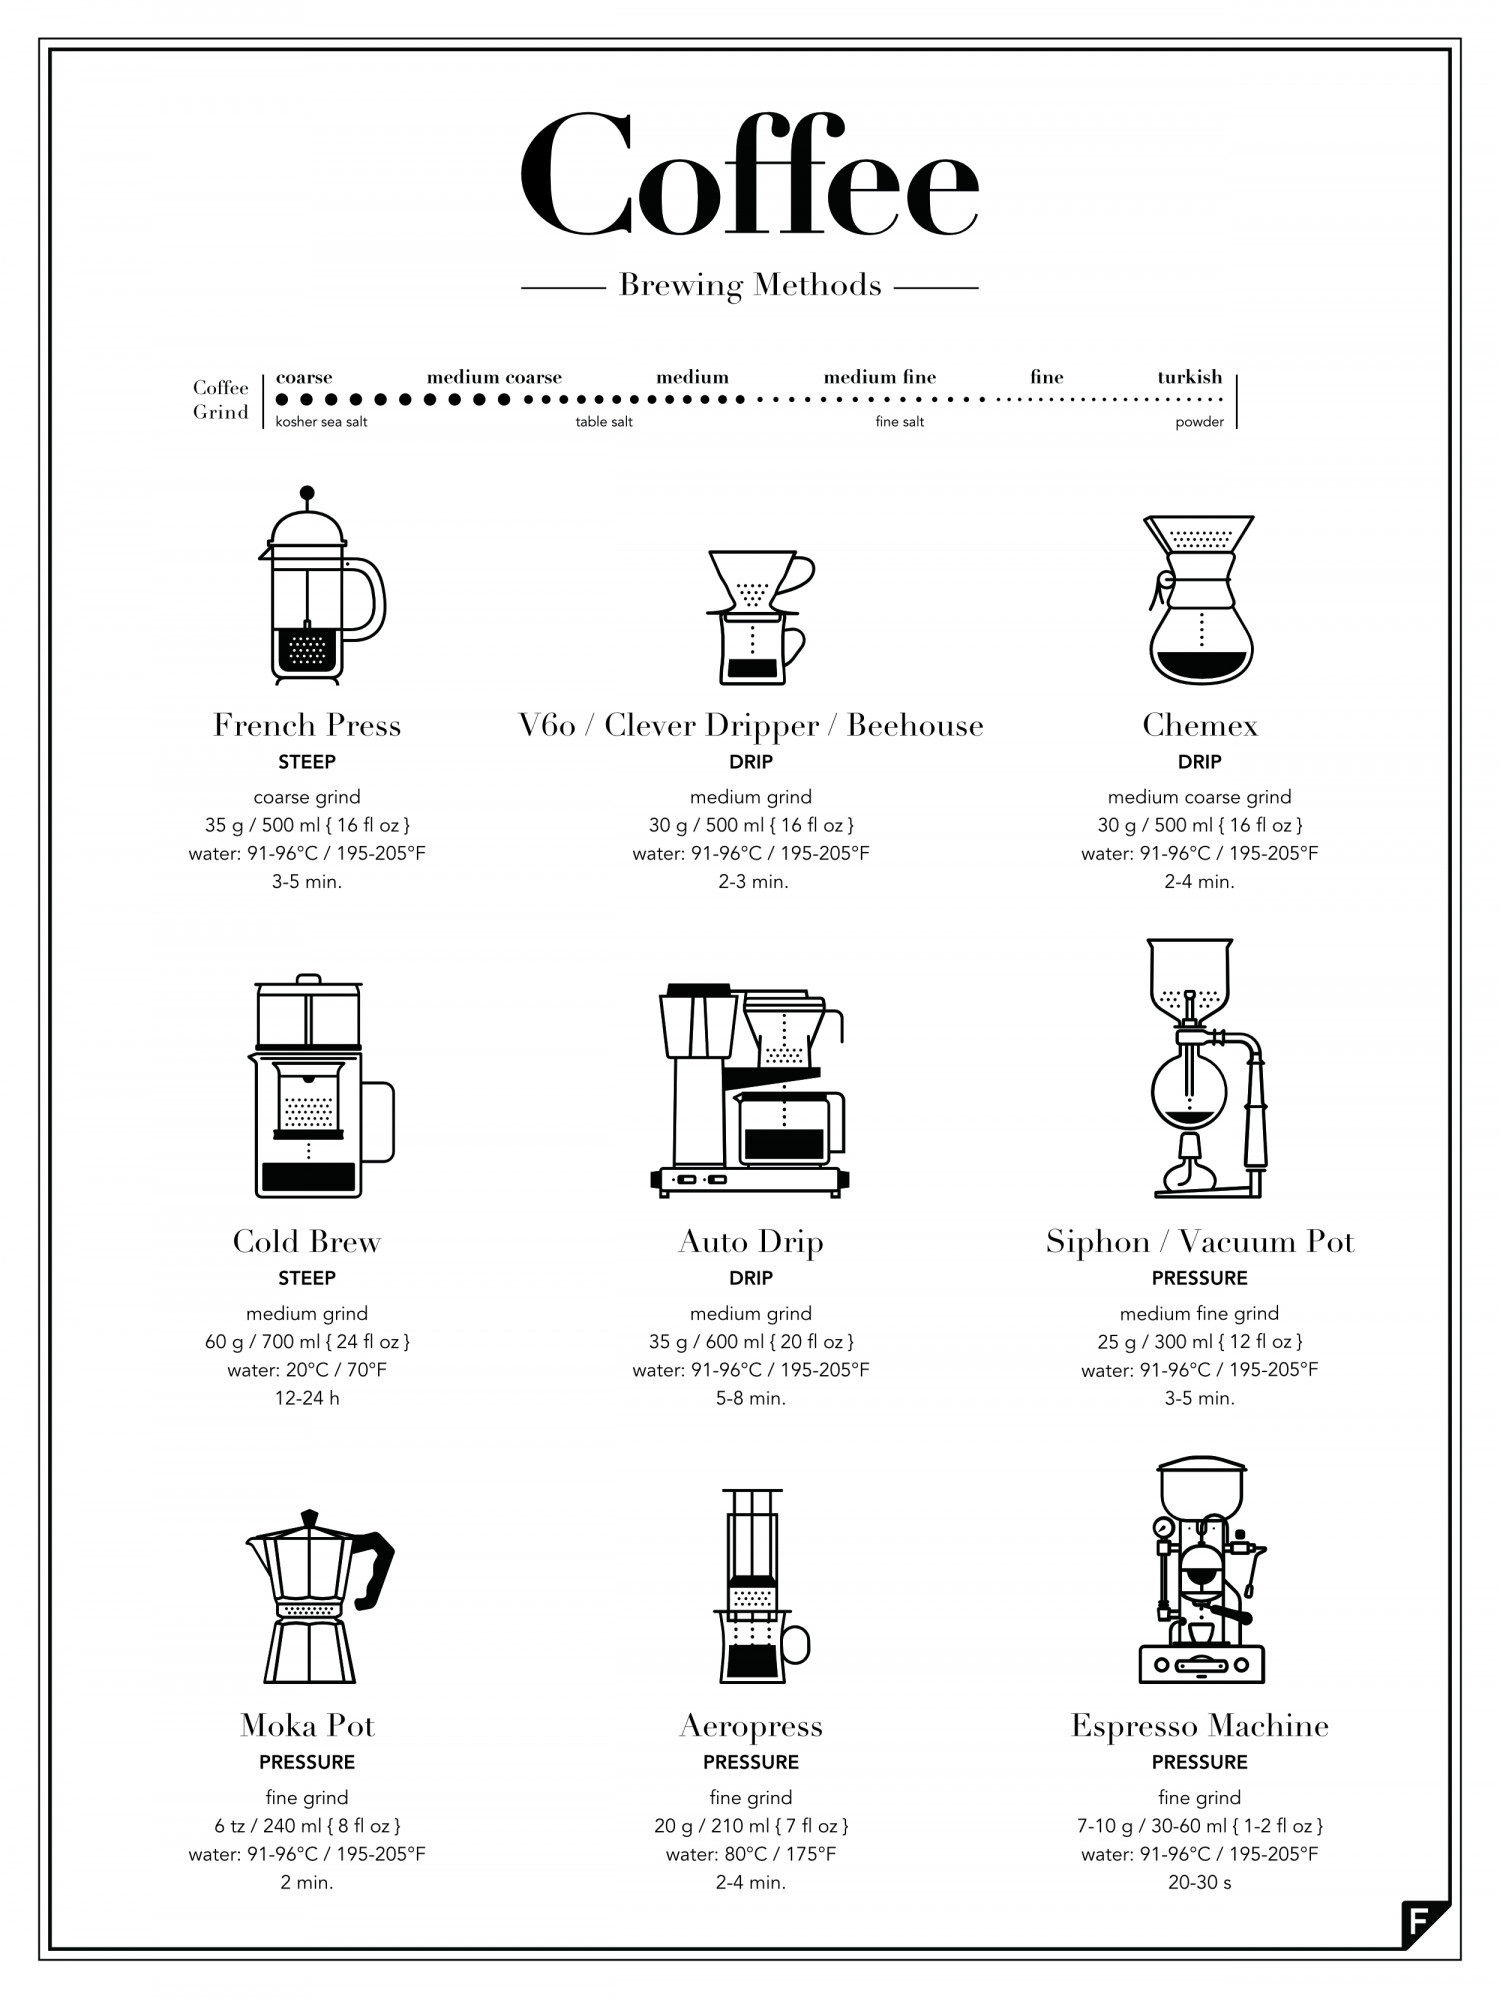 Coffee
Brewing Methods
Coffee
Grind
coarse medium coarse medium medium fine fine turkish
kosher sea salt table salt fine salt powder
French Press
STEEP
coarse grind
35 g / 500 ml { 16 fl oz }
water: 91-96°C / 195-205°F
3-5 min.
V60 / Clever Dripper / Beehouse
DRIP
medium grind
30 g / 500 ml { 16 fl oz }
water: 91-96°C / 195-205°F
2-3 min.
Chemex
DRIP
medium coarse grind
30 g / 500 ml { 16 fl oz }
water: 91-96°C / 195-205°F
2-4 min.
Cold Brew
STEEP
medium grind
60 g / 700 ml { 24 fl oz }
water: 20°C / 70°F
12-24 h
Auto Drip
DRIP
medium grind
35 g / 600 ml { 20 fl oz }
water: 91-96°C / 195-205°F
5-8 min.
Siphon / Vacuum Pot
PRESSURE
medium fine grind
25 g / 300 ml { 12 fl oz }
water: 91-96°C / 195-205°F
3-5 min.
Moka Pot
PRESSURE
fine grind
6 tz / 240 ml { 8 fl oz }
water: 91-96°C / 195-205°F
2 min.
Aeropress
PRESSURE
fine grind
20 g / 210 ml { 7 fl oz }
water: 80°C / 175°F
2-4 min.
Espresso Machine
PRESSURE
fine grind
7-10 g / 30-60 ml { 1-2 fl oz }
water: 91-96°C / 195-205°F
20-30 s
F